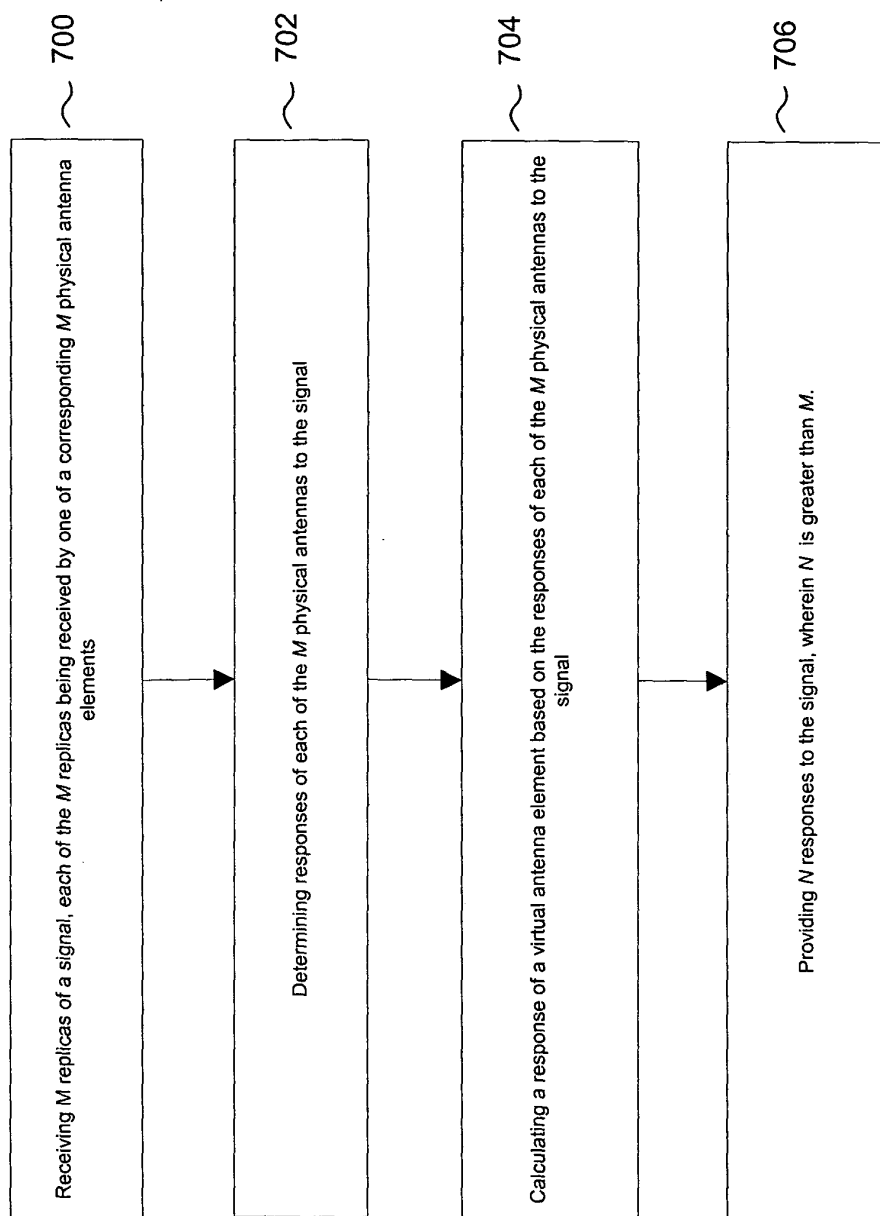 700
Receiving M replicas of a signal, each of the M replicas being received by one of a corresponding M physical antenna
elements
702
Determining responses of each of the M physical antennas to the signal
704
Calculating a response of a virtual antenna element based on the responses of each of the M physical antennas to the
signal
706
Providing N responses to the signal, wherein N is greater than M.